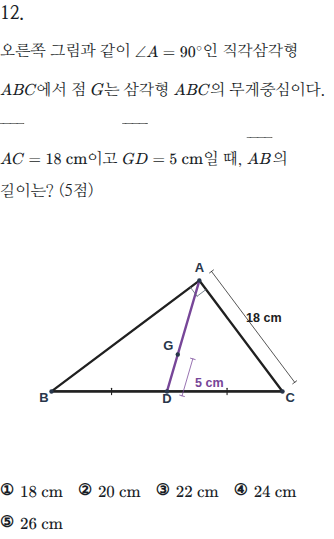 12.
오른쪽 그림과 같이 ∠A = 90°인 직각삼각형
ABC에서 점 G는 삼각형 ABC의 무게중심이다.
AC = 18 cm이고 GD = 5 cm일 때, AB의
길이는? (5점)
A
18 cm
G
5 cm
B
D
C
① 18 cm ② 20 cm ③ 22 cm ④ 24 cm
⑤ 26 cm